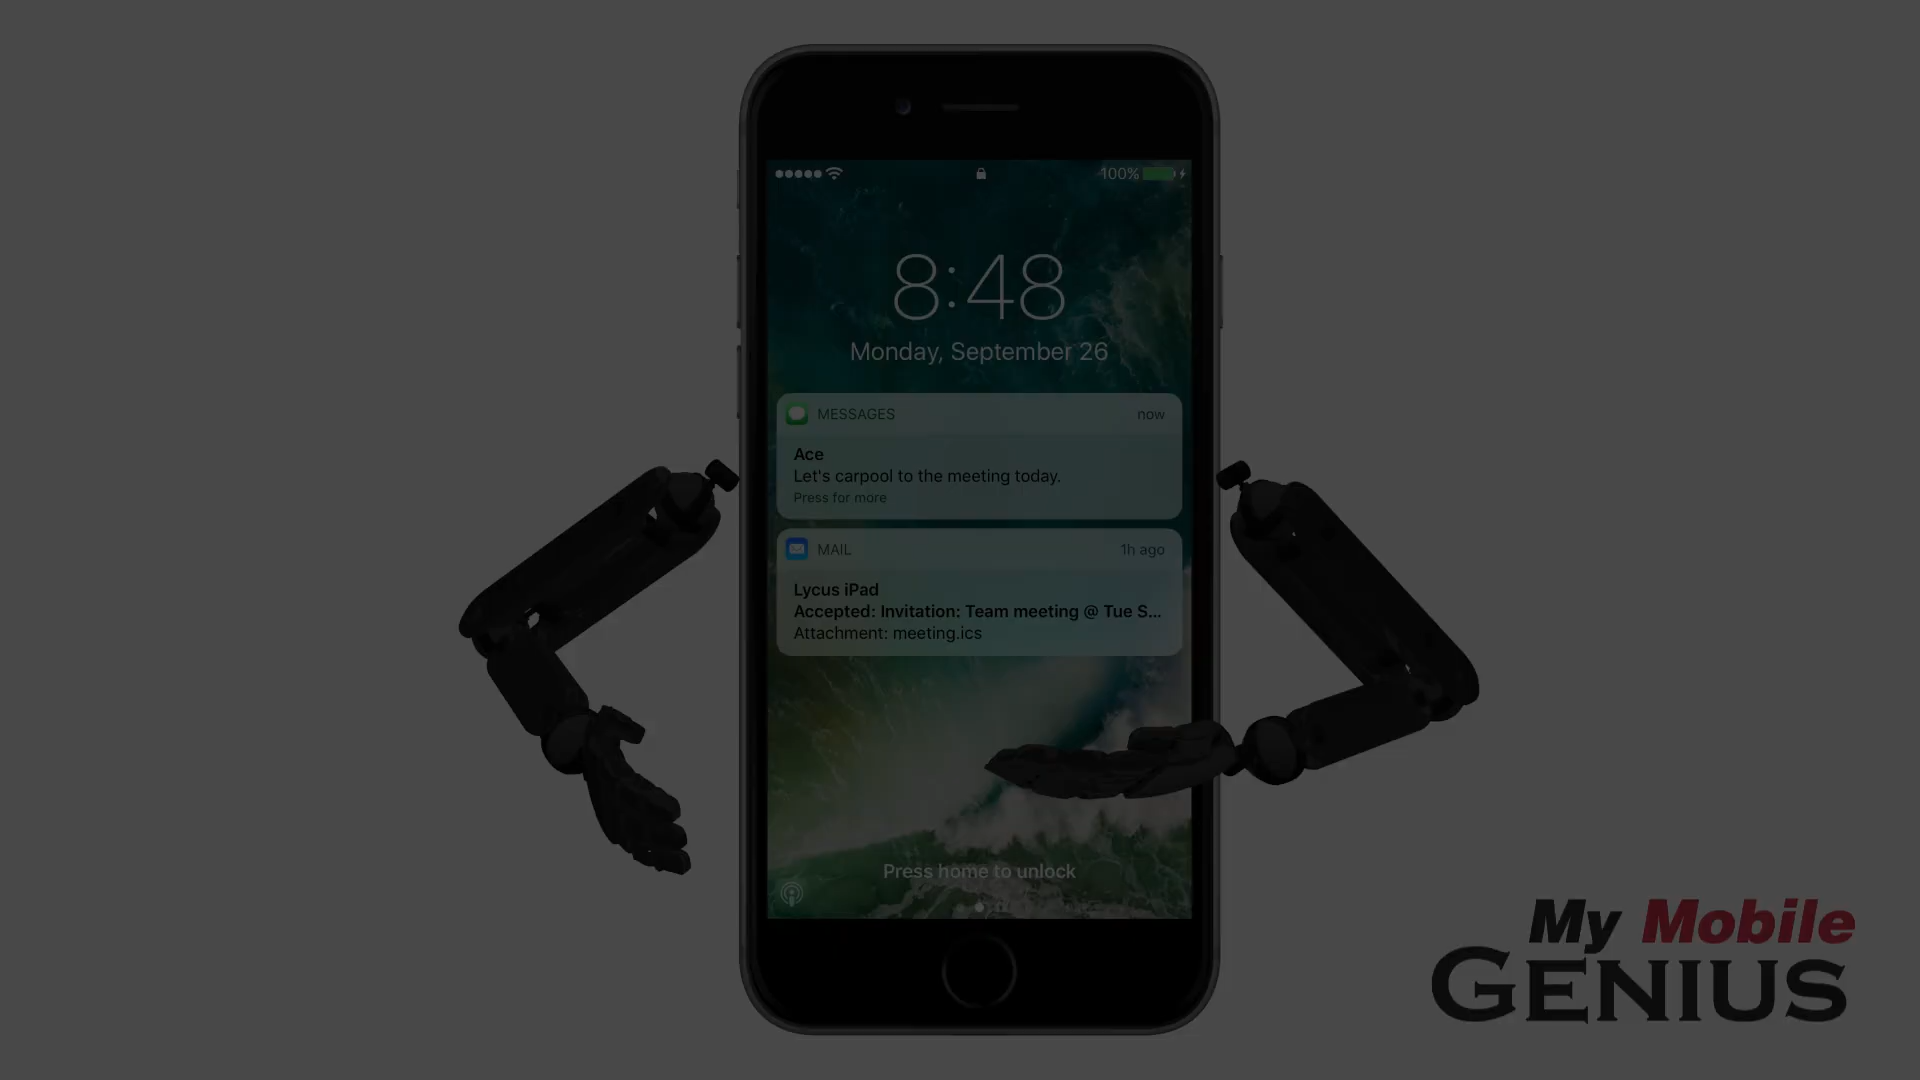 100%
8:48
Monday, September 26
MESSAGES now
Ace
Let's carpool to the meeting today.
Press for more
MAIL 1h ago
Lycus iPad
Accepted: Invitation: Team meeting @ Tue S...
Attachment: meeting.ics
Press home to unlock
My Mobile
GENIUS